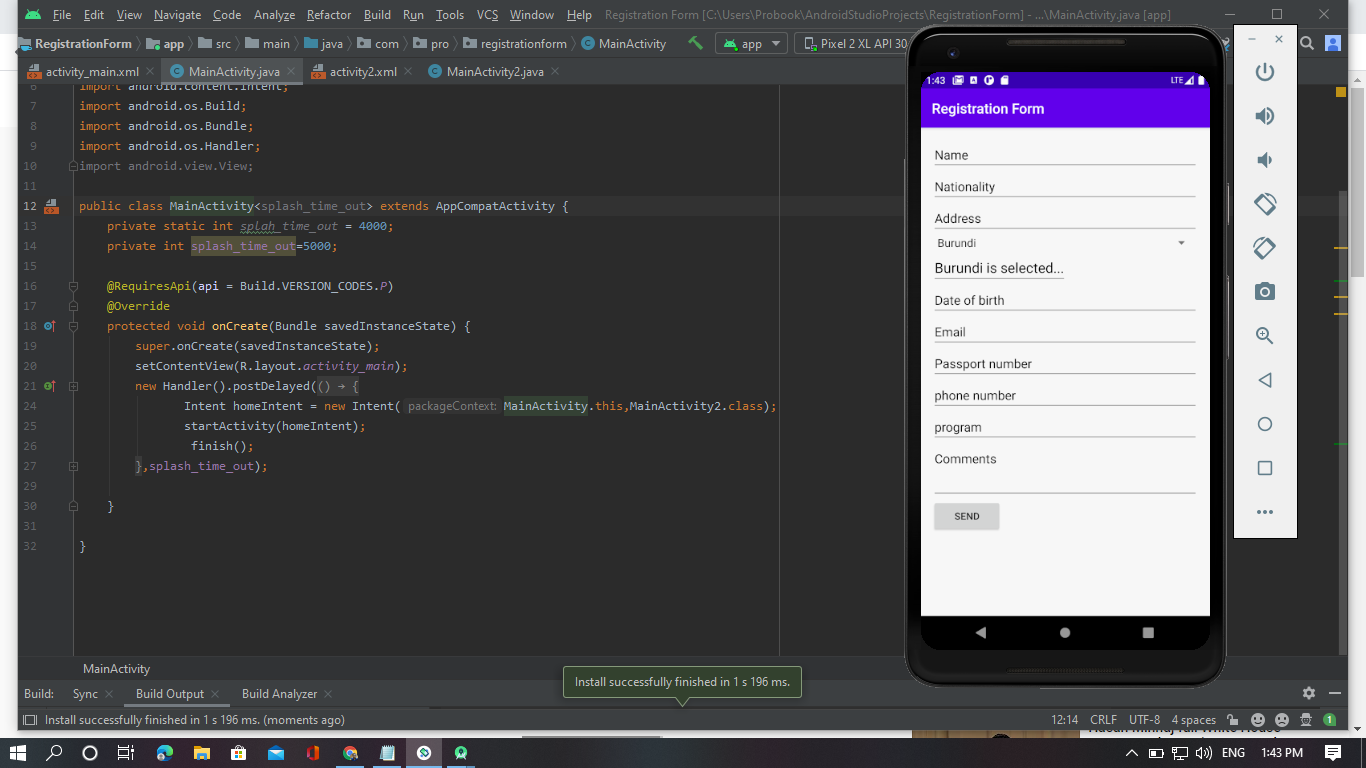 File Edit View Navigate Code Analyze Refactor Build Run Tools VCS Window Help Registration Form [C:\Users\Probook\AndroidStudioProjects\RegistrationForm] - ...\MainActivity.java [app]
RegistrationForm app src main java com pro registrationform MainActivity app Pixel 2 XL API 30
activity_main.xml MainActivity.java activity2.xml MainActivity2.java
6 import android.content.Intent;
7 import android.os.Build;
8 import android.os.Bundle;
9 import android.os.Handler;
10 import android.view.View;
11
12 public class MainActivity<splash_time_out> extends AppCompatActivity {
13 private static int splah_time_out = 4000;
14 private int splash_time_out=5000;
15
16 @RequiresApi(api = Build.VERSION_CODES.P)
17 @Override
18 protected void onCreate(Bundle savedInstanceState) {
19 super.onCreate(savedInstanceState);
20 setContentView(R.layout.activity_main);
21 new Handler().postDelayed(() → {
24 Intent homeIntent = new Intent( packageContext: MainActivity.this,MainActivity2.class);
25 startActivity(homeIntent);
26 finish();
27 },splash_time_out);
29
30 }
31
32 }
MainActivity
Build: Sync Build Output Build Analyzer
Install successfully finished in 1 s 196 ms.
Install successfully finished in 1 s 196 ms. (moments ago)
12:14 CRLF UTF-8 4 spaces 1
1:43 LTE
Registration Form
Name
Nationality
Address
Burundi
Burundi is selected...
Date of birth
Email
Passport number
phone number
program
Comments
SEND
ENG 1:43 PM